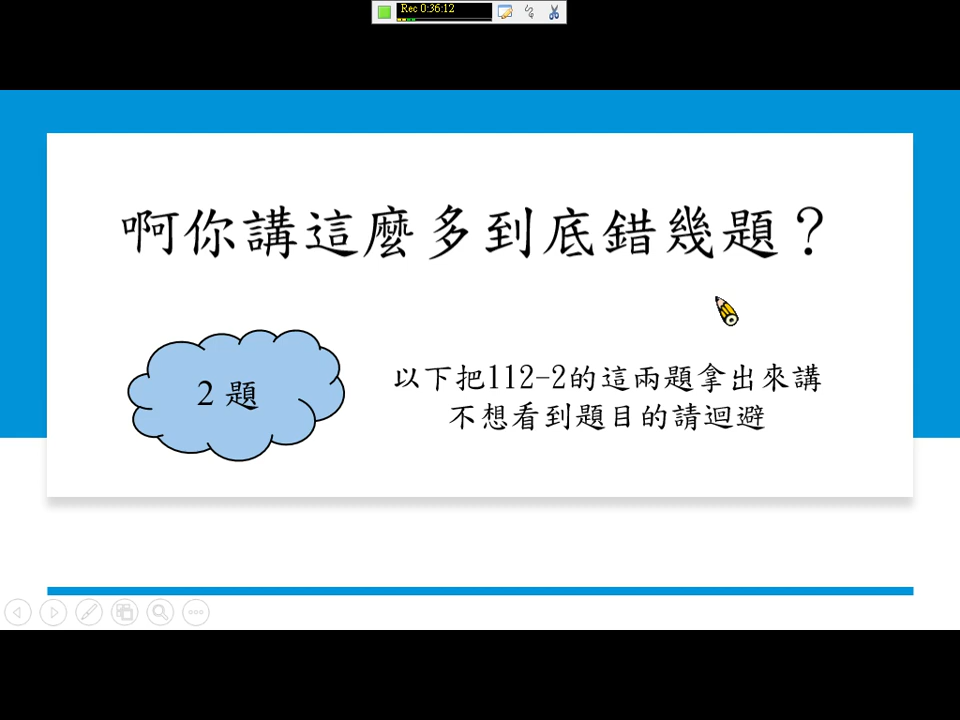 Rec 0:36:12
啊你講這麼多到底錯幾題？
2 題
以下把112-2的這兩題拿出來講
不想看到題目的請迴避